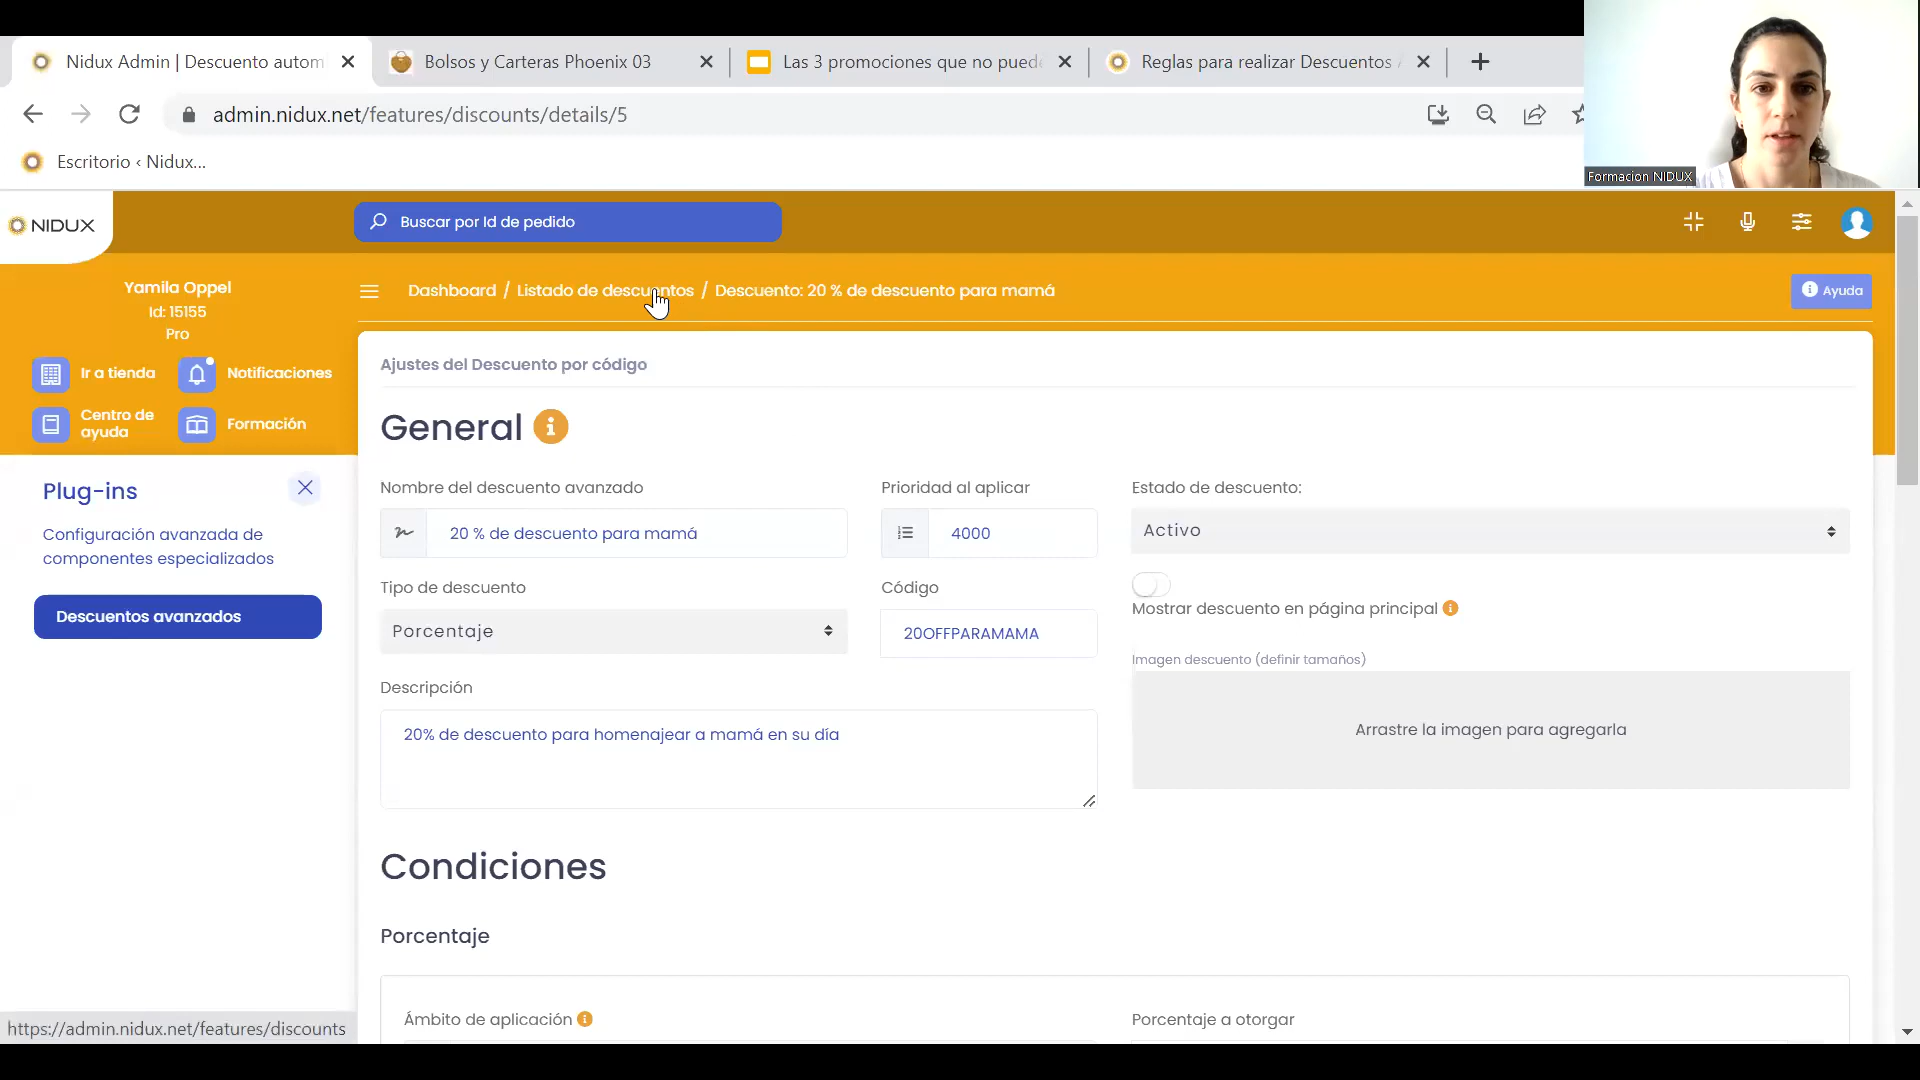 Nidux Admin | Descuento autom
Bolsos y Carteras Phoenix 03
Las 3 promociones que no puede
Reglas para realizar Descuentos A
admin.nidux.net/features/discounts/details/5
Escritorio ‹ Nidux...
Formacion NIDUX
NIDUX
Buscar por Id de pedido
Yamila Oppel
Id: 15155
Pro
Dashboard / Listado de descuentos / Descuento: 20 % de descuento para mamá
Ayuda
Ir a tienda
Notificaciones
Centro de
ayuda
Formación
Plug-ins
Configuración avanzada de
componentes especializados
Descuentos avanzados
Ajustes del Descuento por código
General
Nombre del descuento avanzado
Prioridad al aplicar
Estado de descuento:
20 % de descuento para mamá
4000
Activo
Tipo de descuento
Código
Mostrar descuento en página principal
Porcentaje
20OFFPARAMAMA
Imagen descuento (definir tamaños)
Descripción
20% de descuento para homenajear a mamá en su día
Arrastre la imagen para agregarla
Condiciones
Porcentaje
Ámbito de aplicación
Porcentaje a otorgar
https://admin.nidux.net/features/discounts